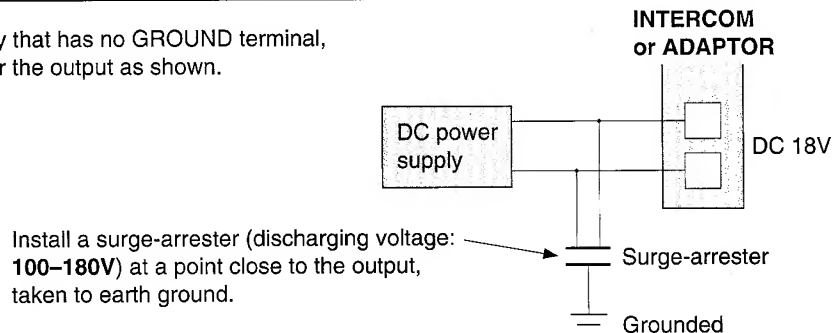 y that has no GROUND terminal,
r the output as shown.
INTERCOM
or ADAPTOR
DC power
supply
DC 18V
Install a surge-arrester (discharging voltage:
100–180V) at a point close to the output,
taken to earth ground.
Surge-arrester
Grounded